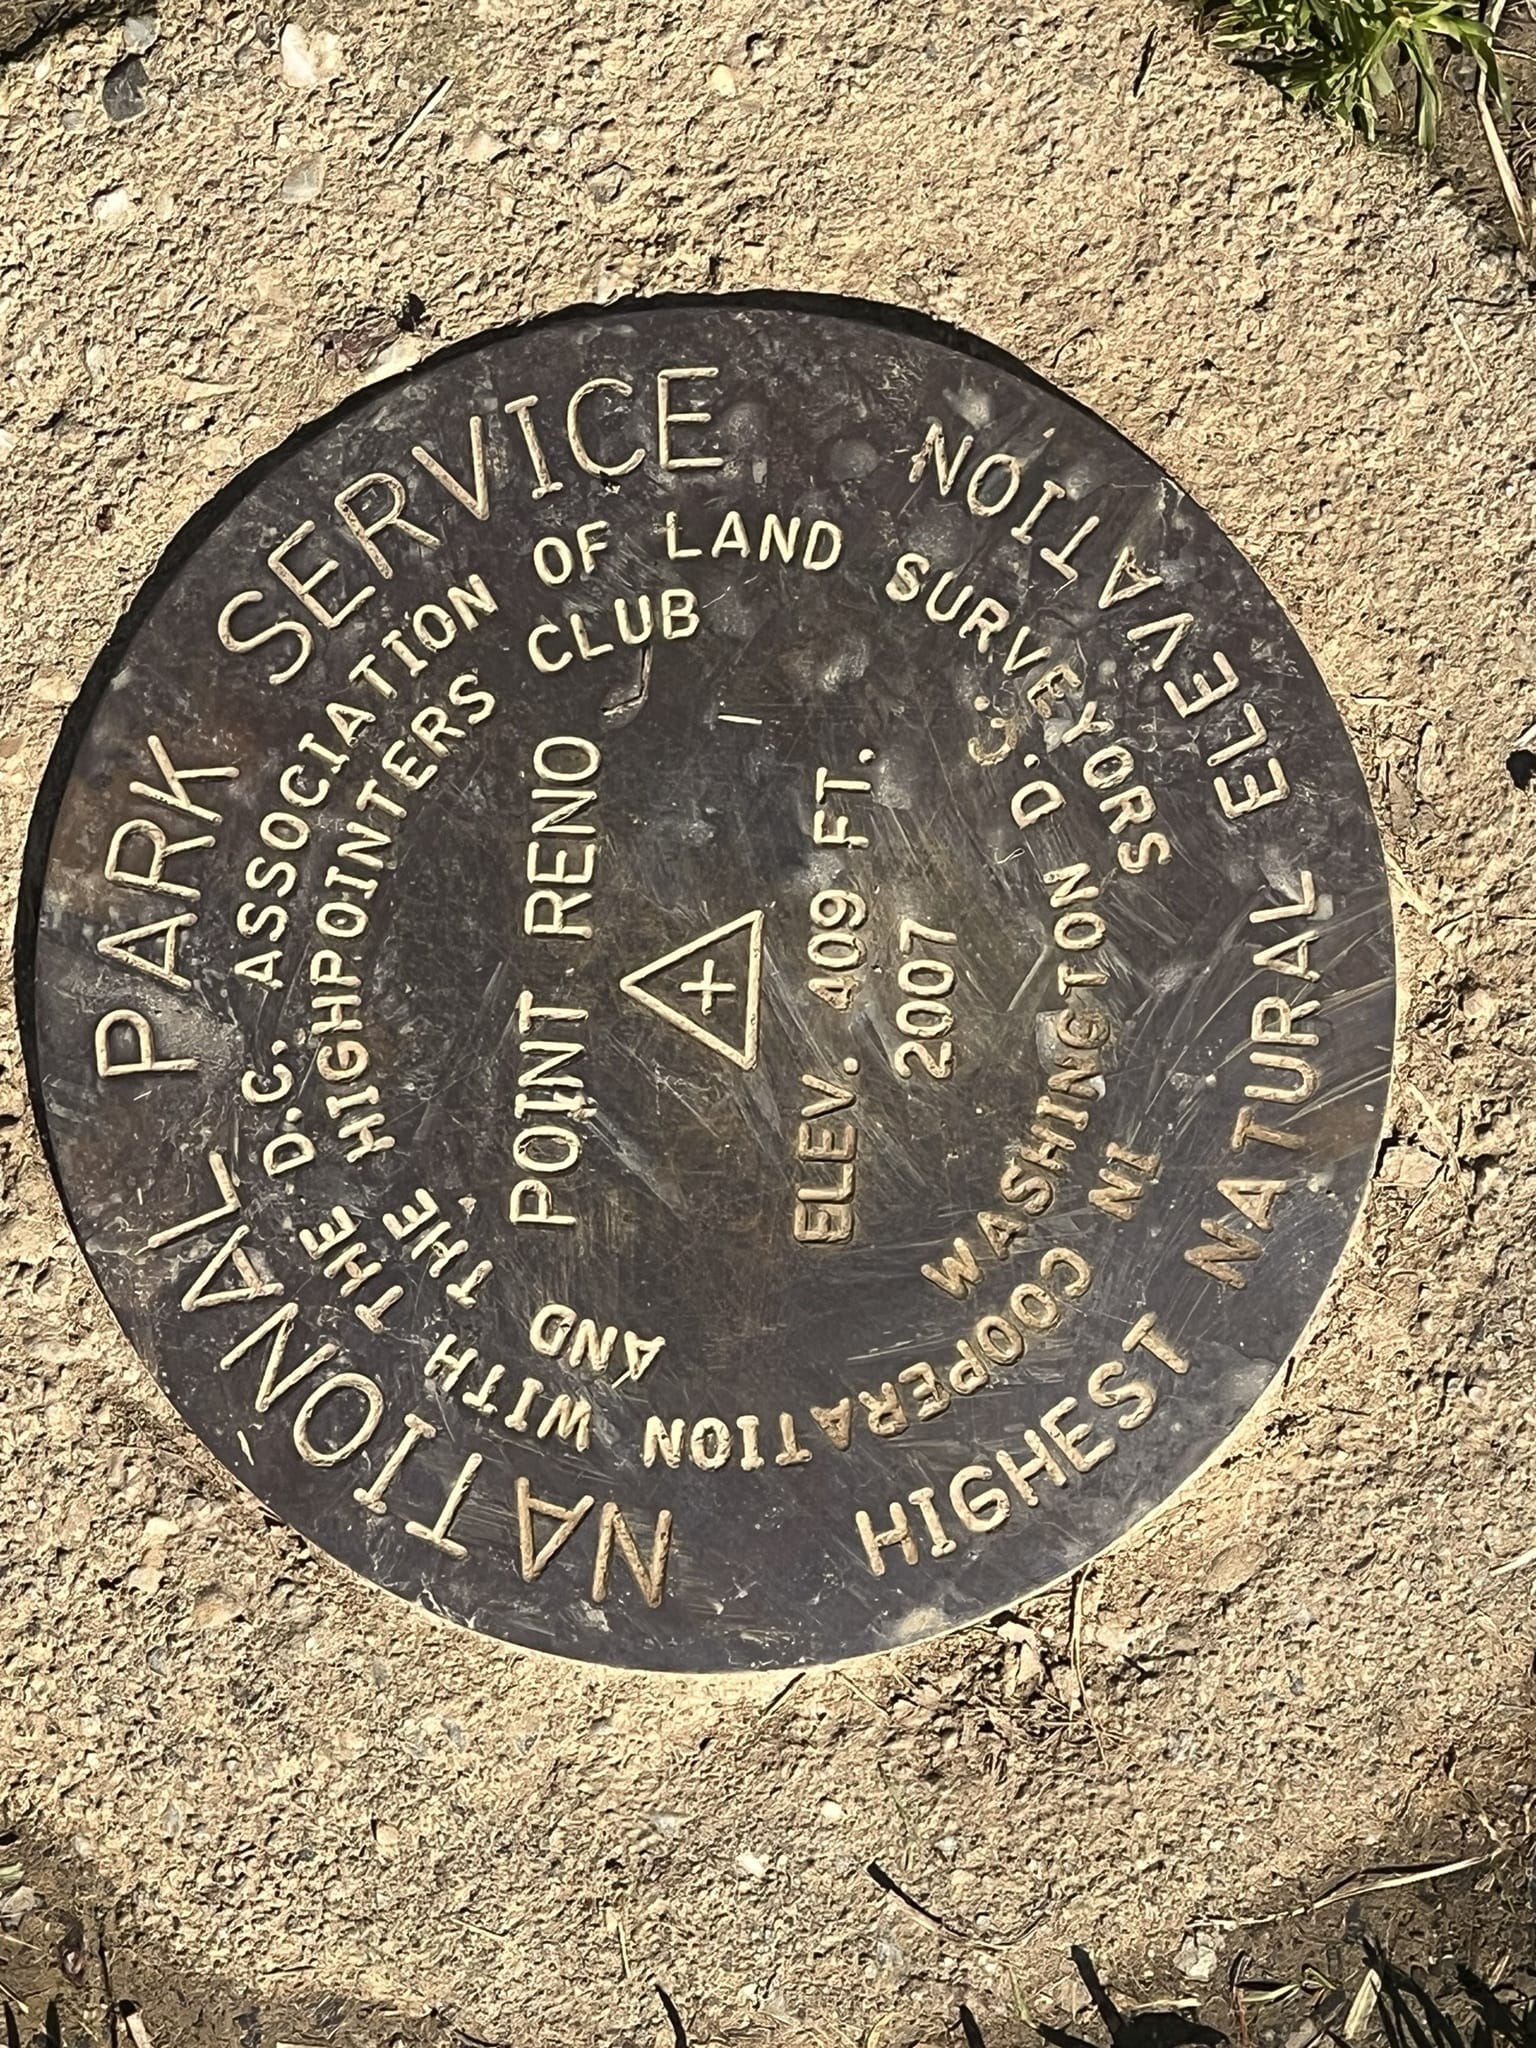 NATIONAL PARK SERVICE
IN COOPERATION WITH THE D.C. ASSOCIATION OF LAND SURVEYORS
AND THE HIGHPOINTERS CLUB
POINT RENO
ELEV. 409 FT.
2007
WASHINGTON D.C.
HIGHEST NATURAL ELEVATION